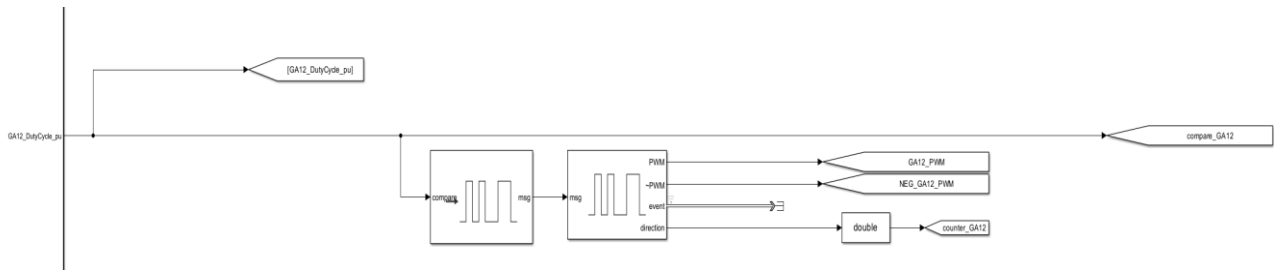 [GA12_DutyCycle_pu]
GA12_DutyCycle_pu
compare_GA12
compare
msg
msg
PWM
~PWM
event
direction
GA12_PWM
NEG_GA12_PWM
double
counter_GA12